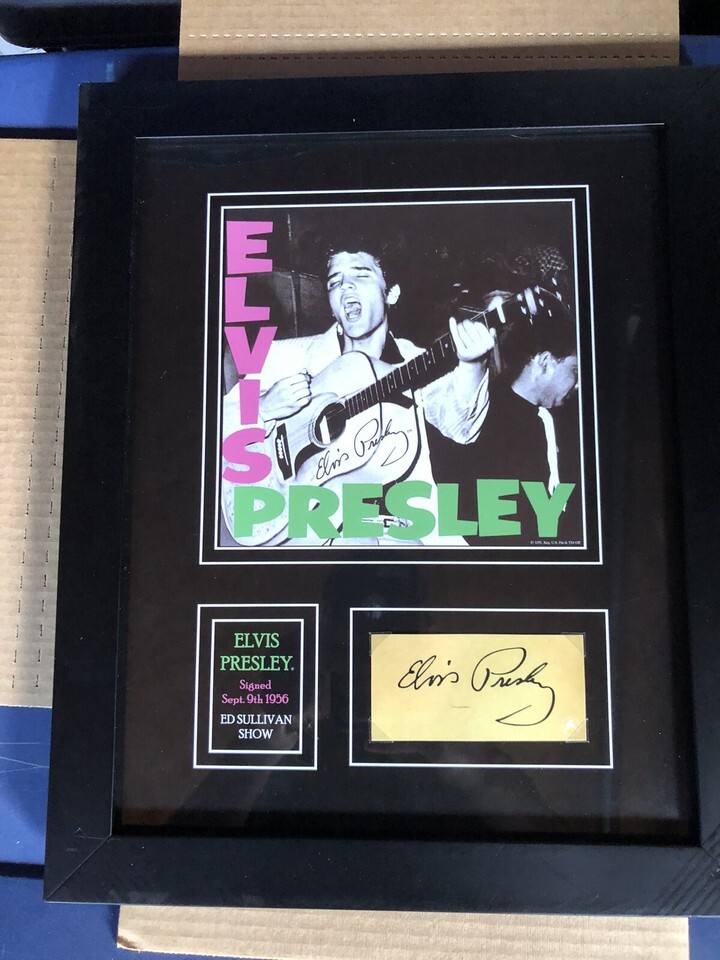 ELVIS
Elvis Presley
PRESLEY
ELVIS
PRESLEY.
Signed
Sept. 9th 1956
ED SULLIVAN
SHOW
Elvis Presley